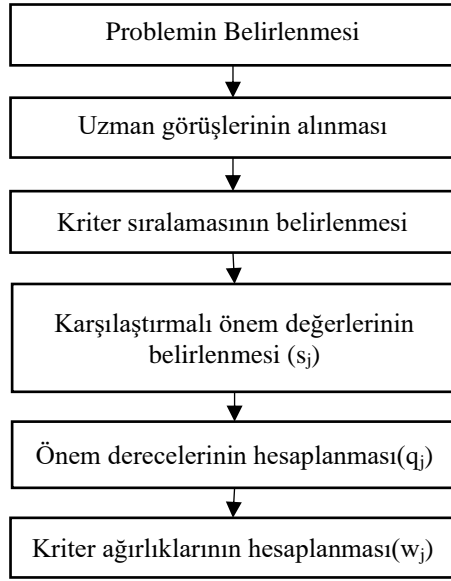 Problemin Belirlenmesi
Uzman görüşlerinin alınması
Kriter sıralamasının belirlenmesi
Karşılaştırmalı önem değerlerinin
belirlenmesi (sj)
Önem derecelerinin hesaplanması(qj)
Kriter ağırlıklarının hesaplanması(wj)